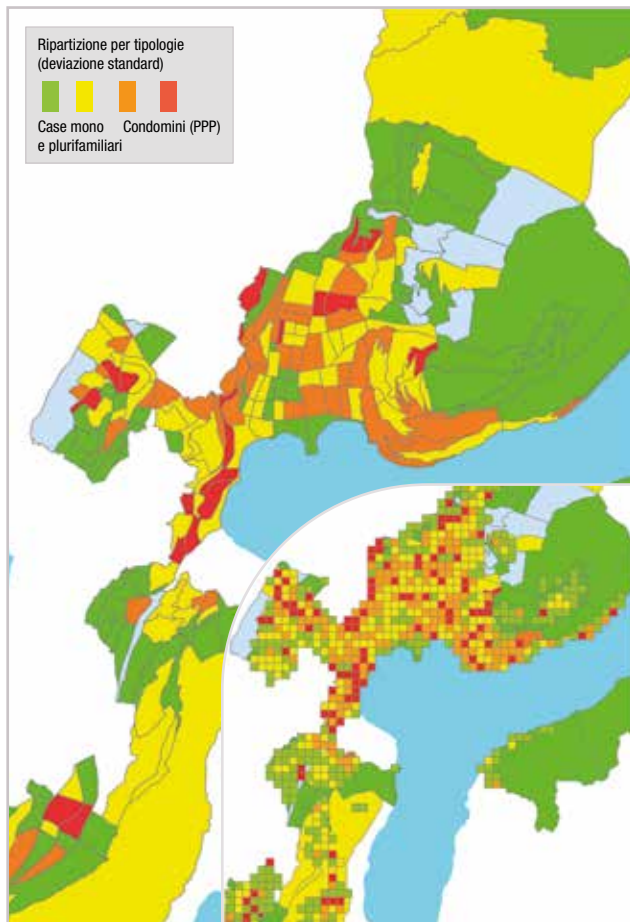 Ripartizione per tipologie
(deviazione standard)
Case mono
e plurifamiliari
Condomini (PPP)